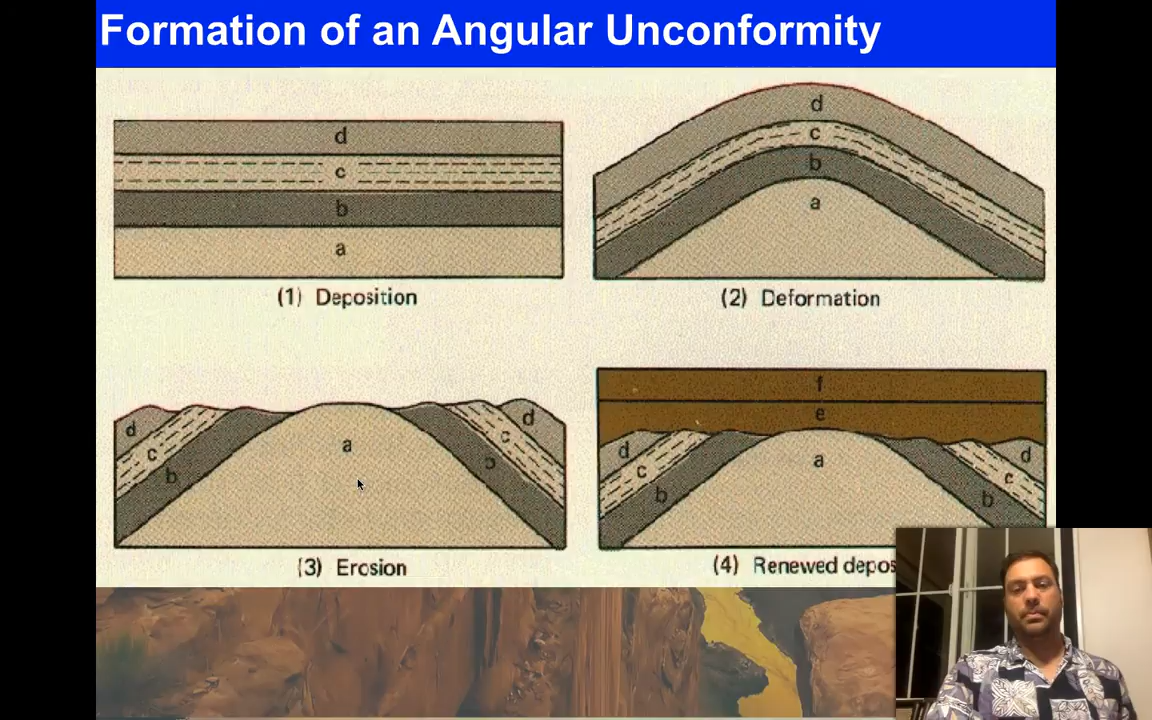 Formation of an Angular Unconformity
d
c
b
a
(1) Deposition
d
c
b
a
(2) Deformation
d
c
b
a
d
c
b
(3) Erosion
f
e
d
c
b
a
d
c
b
(4) Renewed depos